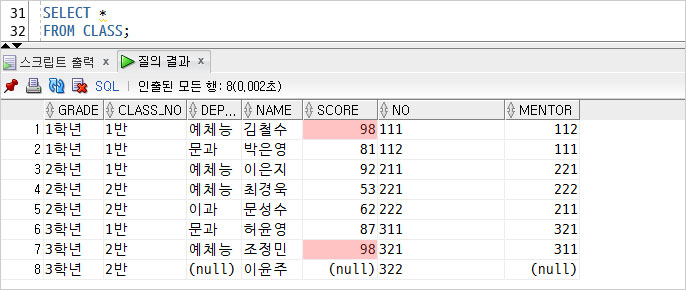 31 SELECT *
32 FROM CLASS;
스크립트 출력 × 질의 결과 ×
SQL | 인출된 모든 행: 8(0,002초)
GRADE CLASS_NO DEP... NAME SCORE NO MENTOR
1 1학년 1반 예체능 김철수 98 111 112
2 1학년 1반 문과 박은영 81 112 111
3 2학년 1반 예체능 이은지 92 211 221
4 2학년 2반 예체능 최경욱 53 221 222
5 2학년 2반 이과 문성수 62 222 211
6 3학년 1반 문과 허윤영 87 311 321
7 3학년 2반 예체능 조정민 98 321 311
8 3학년 2반 (null) 이윤주 (null) 322 (null)